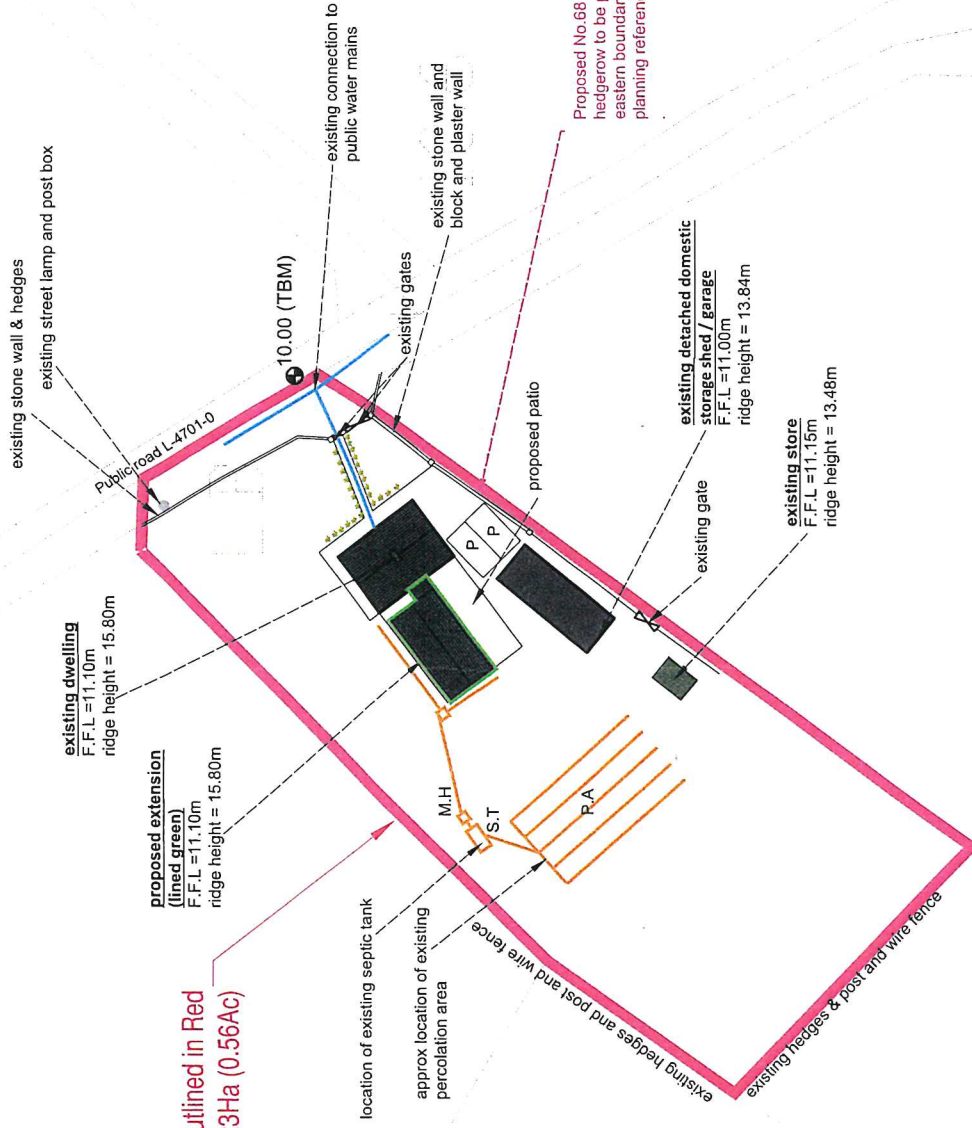 existing stone wall & hedges
existing street lamp and post box
Public road L-4701-0
10.00 (TBM)
existing connection to
public water mains
existing gates
existing stone wall and
block and plaster wall
Proposed No.68
hedgerow to be
eastern boundar
planning referenc
existing dwelling
F.F.L =11.10m
ridge height = 15.80m
proposed extension
(lined green)
F.F.L =11.10m
ridge height = 15.80m
utlined in Red
3Ha (0.56Ac)
P
P
proposed patio
existing detached domestic
storage shed / garage
F.F.L =11.00m
ridge height = 13.84m
existing gate
existing store
F.F.L =11.15m
ridge height = 13.48m
M.H
S.T
P.A
location of existing septic tank
approx location of existing
percolation area
existing hedges and post and wire fence
existing hedges & post and wire fence